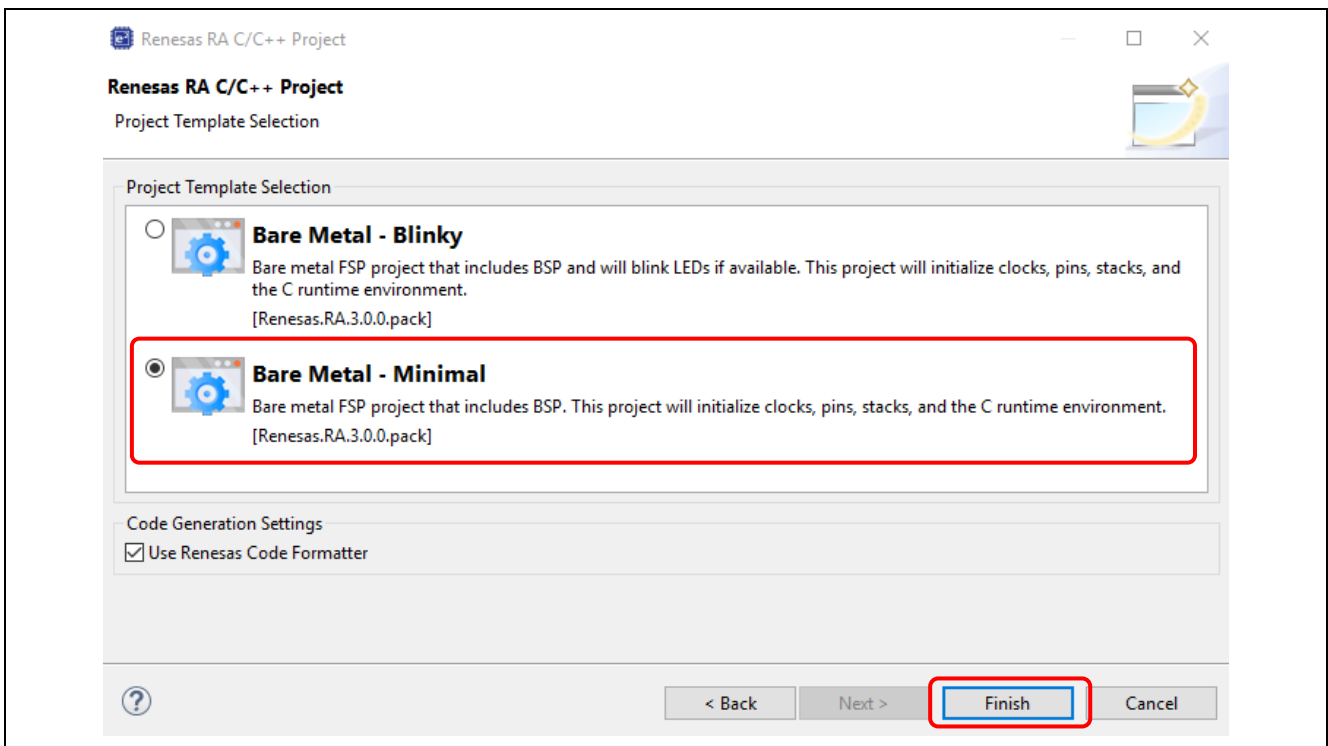 Renesas RA C/C++ Project
Renesas RA C/C++ Project
Project Template Selection
Project Template Selection
Bare Metal - Blinky
Bare metal FSP project that includes BSP and will blink LEDs if available. This project will initialize clocks, pins, stacks, and
the C runtime environment.
[Renesas.RA.3.0.0.pack]
Bare Metal - Minimal
Bare metal FSP project that includes BSP. This project will initialize clocks, pins, stacks, and the C runtime environment.
[Renesas.RA.3.0.0.pack]
Code Generation Settings
Use Renesas Code Formatter
? < Back Next > Finish Cancel